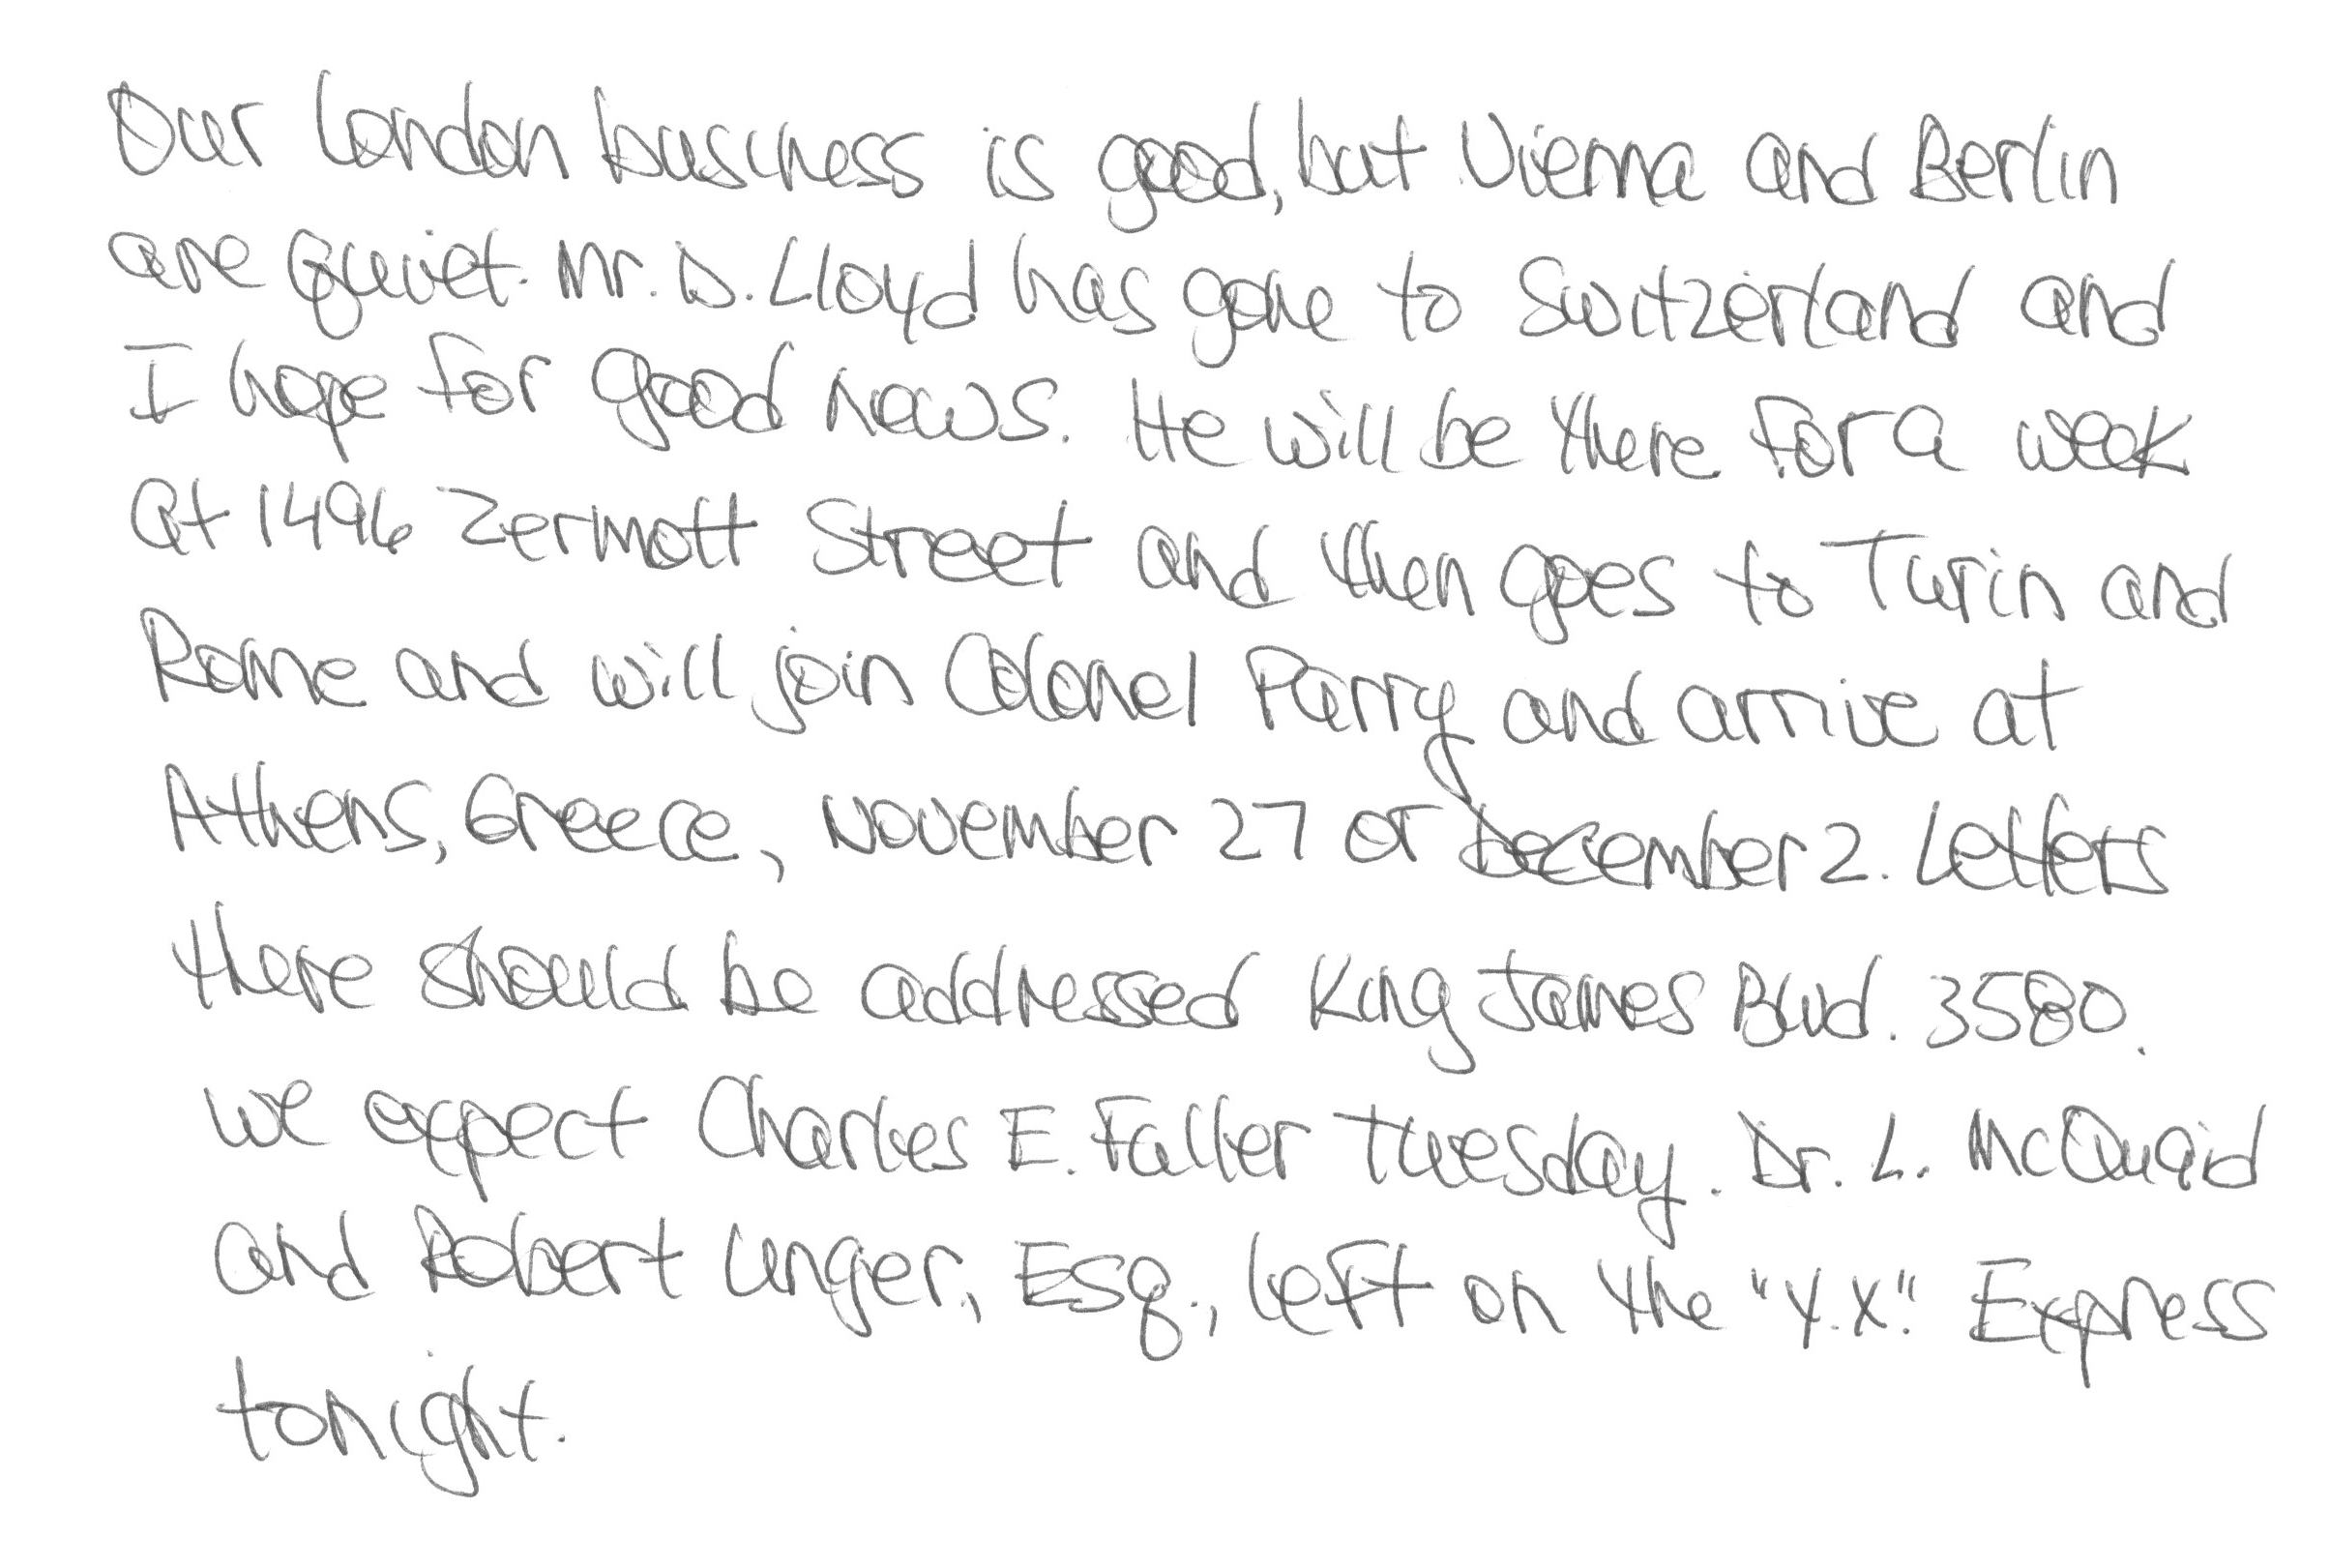 Our London business is good, but Vienna and Berlin
are quiet. Mr. D. Lloyd has gone to Switzerland and
I hope for good news. He will be there for a week
at 1496 Zermott Street and then goes to Turin and
Rome and will join Colonel Parry and arrive at
Athens, Greece, November 27 or December 2. Letters
there should be addressed King James Blvd. 3580.
We expect Charles E. Fuller Tuesday. Dr. L. McQuaid
and Robert Unger, Esq., left on the "Y.X." Express
tonight.